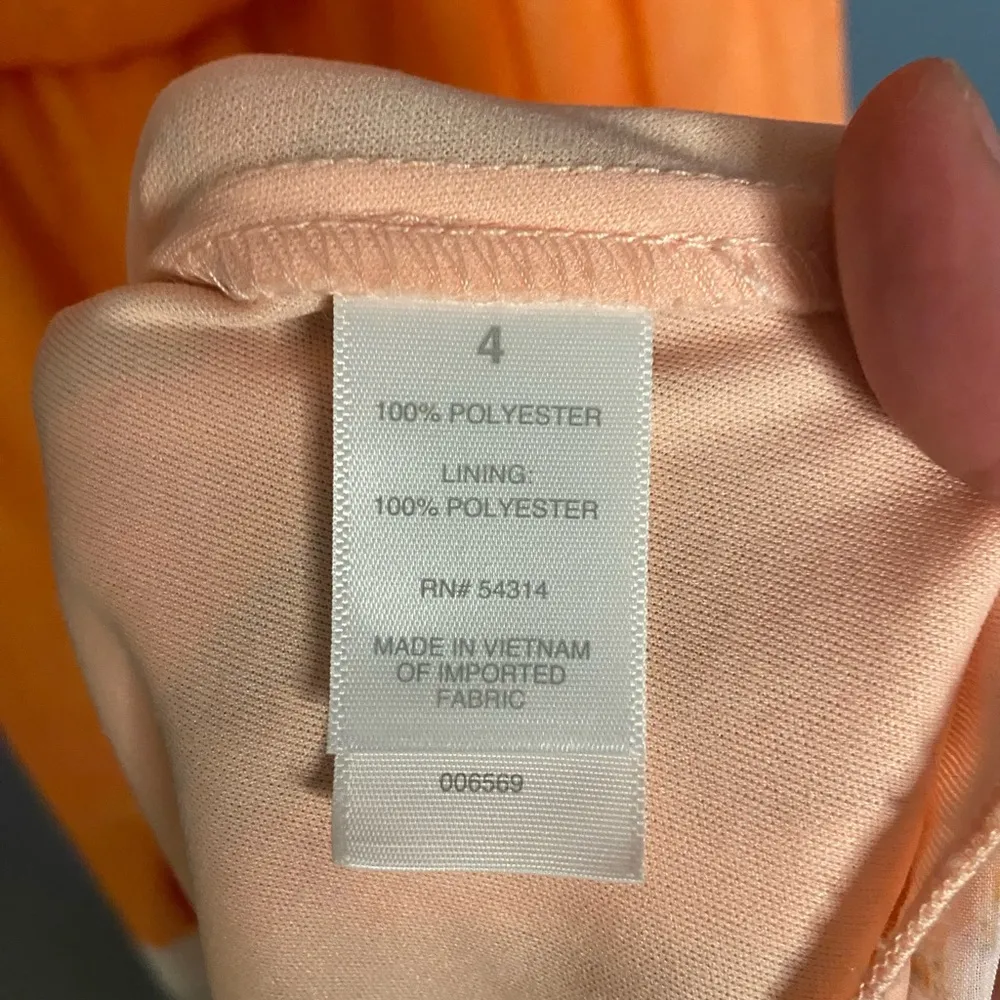 4
100% POLYESTER
LINING:
100% POLYESTER
RN# 54314
MADE IN VIETNAM
OF IMPORTED
FABRIC
006569